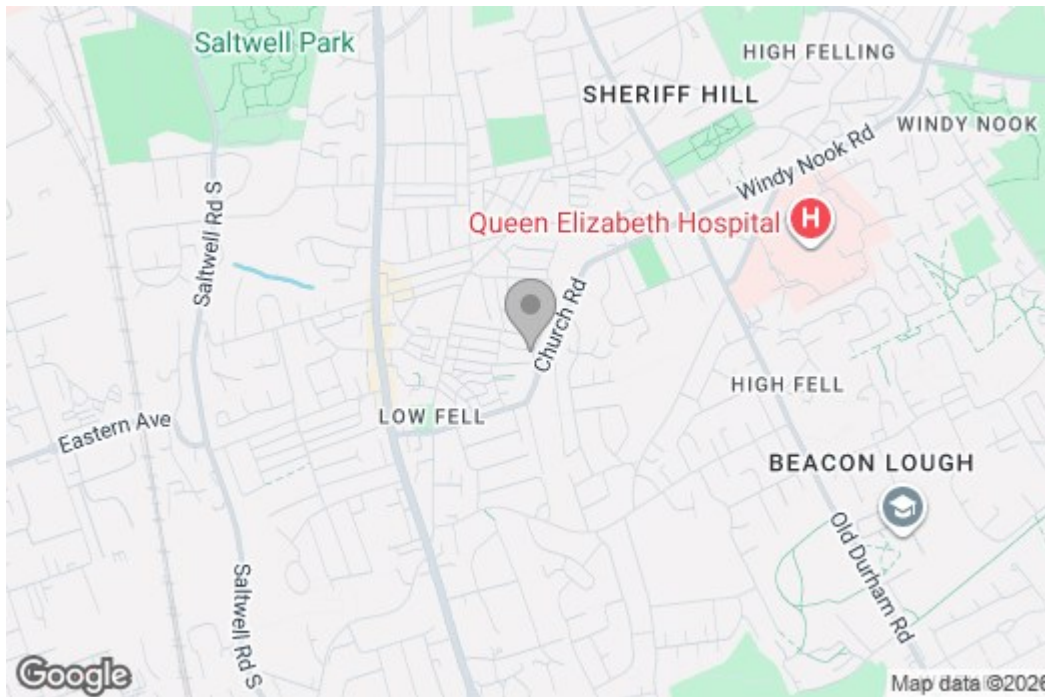 Saltwell Park
HIGH FELLING
SHERIFF HILL
WINDY NOOK
Windy Nook Rd
Queen Elizabeth Hospital
H
Saltwell Rd S
Church Rd
HIGH FELL
LOW FELL
Eastern Ave
BEACON LOUGH
Old Durham Rd
Saltwell Rd S
Google
Map data ©2026